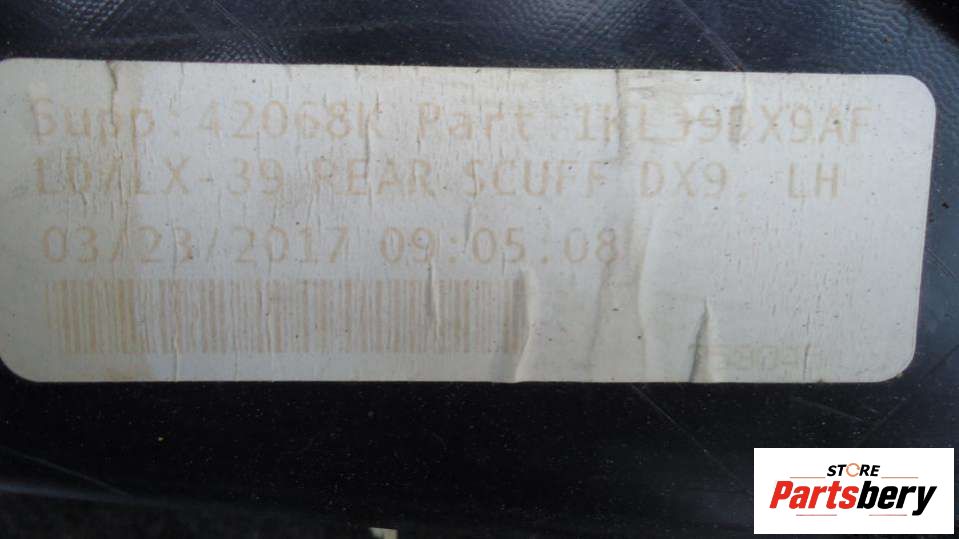 Supp: 42068K Part: 1KL39DX9AF
LD/LX-39 REAR SCUFF DX9, LH
03/23/2017 09:05:08
STORE
Partsbery